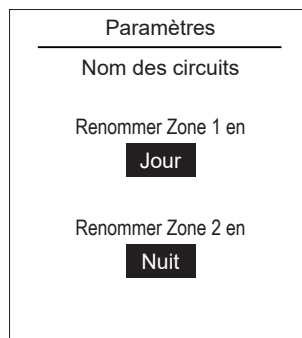 Paramètres
Nom des circuits
Renommer Zone 1 en
Jour
Renommer Zone 2 en
Nuit